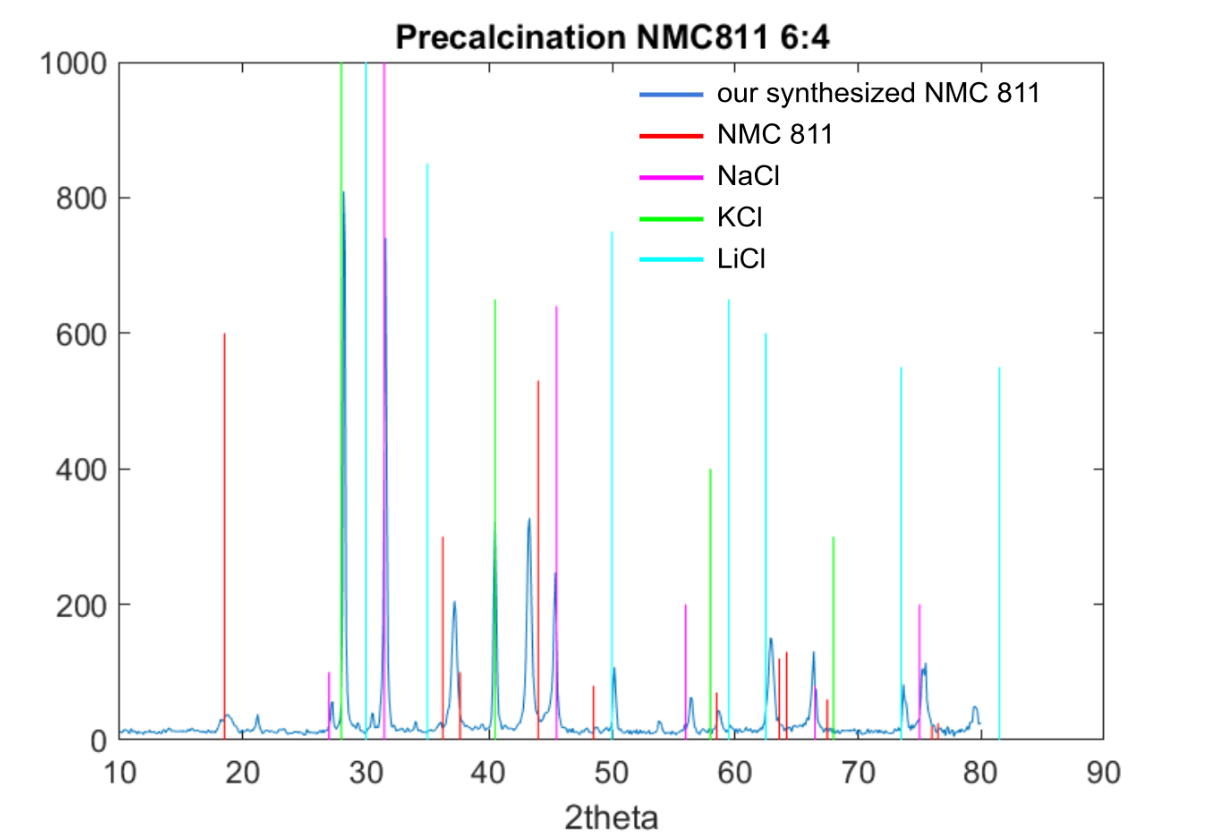 Precalcination NMC811 6:4
1000
800
600
400
200
0
our synthesized NMC 811
NMC 811
NaCl
KCl
LiCl
10 20 30 40 50 60 70 80 90
2theta